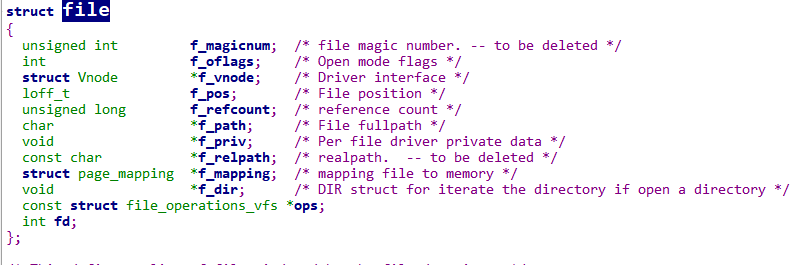 struct file
{
  unsigned int         f_magicnum;  /* file magic number. -- to be deleted */
  int                  f_oflags;    /* Open mode flags */
  struct Vnode         *f_vnode;    /* Driver interface */
  loff_t               f_pos;       /* File position */
  unsigned long        f_refcount;  /* reference count */
  char                 *f_path;     /* File fullpath */
  void                 *f_priv;     /* Per file driver private data */
  const char           *f_relpath;  /* realpath.  -- to be deleted */
  struct page_mapping  *f_mapping;  /* mapping file to memory */
  void                 *f_dir;      /* DIR struct for iterate the directory if open a directory */
  const struct file_operations_vfs *ops;
  int fd;
};